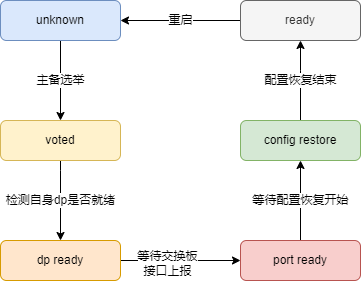 unknown
重启
ready
主备选举
配置恢复结束
voted
config restore
检测自身dp是否就绪
等待配置恢复开始
dp ready
等待交换板
接口上报
port ready